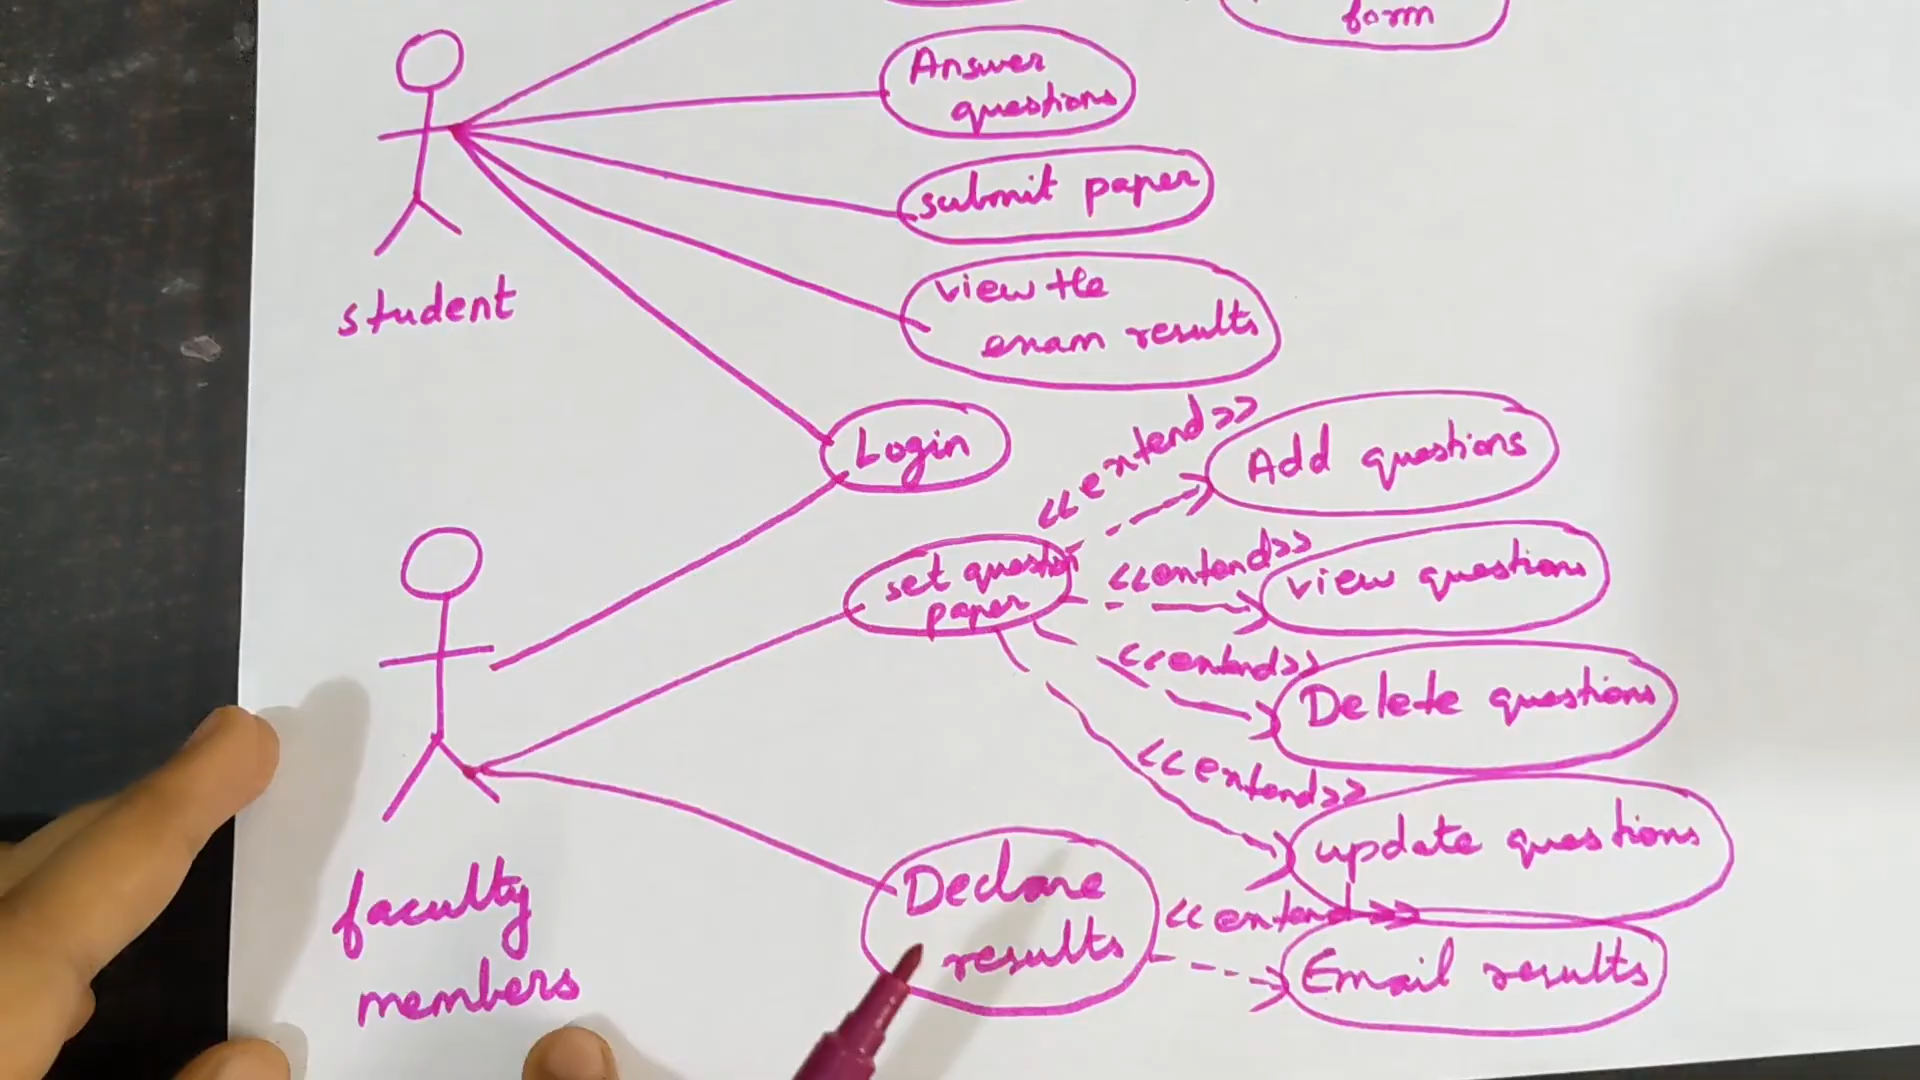 form
Answer
questions
submit paper
student
view the
exam results
Login
<<extend>>
Add questions
set question
paper
<<extend>>
view questions
<<extend>>
Delete questions
<<extend>>
update questions
faculty
members
Declare
results
<<extend>>
Email results